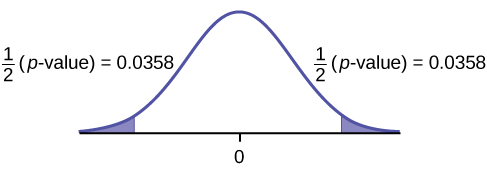 1/2 (p-value) = 0.0358
1/2 (p-value) = 0.0358
0